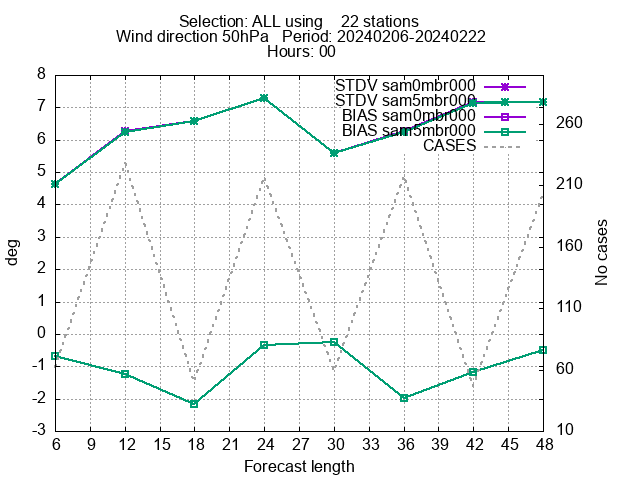 Selection: ALL using    22 stations
Wind direction 50hPa   Period: 20240206-20240222
Hours: 00
STDV sam0mbr000
STDV sam5mbr000
BIAS sam0mbr000
BIAS sam5mbr000
CASES
8
7
6
5
4
3
2
1
0
-1
-2
-3
deg
260
210
160
110
60
10
No cases
6 9 12 15 18 21 24 27 30 33 36 39 42 45 48
Forecast length